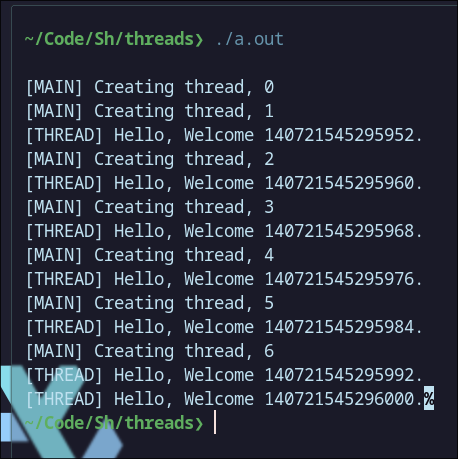 ~/Code/Sh/threads❯ ./a.out
[MAIN] Creating thread, 0
[MAIN] Creating thread, 1
[THREAD] Hello, Welcome 140721545295952.
[MAIN] Creating thread, 2
[THREAD] Hello, Welcome 140721545295960.
[MAIN] Creating thread, 3
[THREAD] Hello, Welcome 140721545295968.
[MAIN] Creating thread, 4
[THREAD] Hello, Welcome 140721545295976.
[MAIN] Creating thread, 5
[THREAD] Hello, Welcome 140721545295984.
[MAIN] Creating thread, 6
[THREAD] Hello, Welcome 140721545295992.
[THREAD] Hello, Welcome 140721545296000.%
~/Code/Sh/threads❯